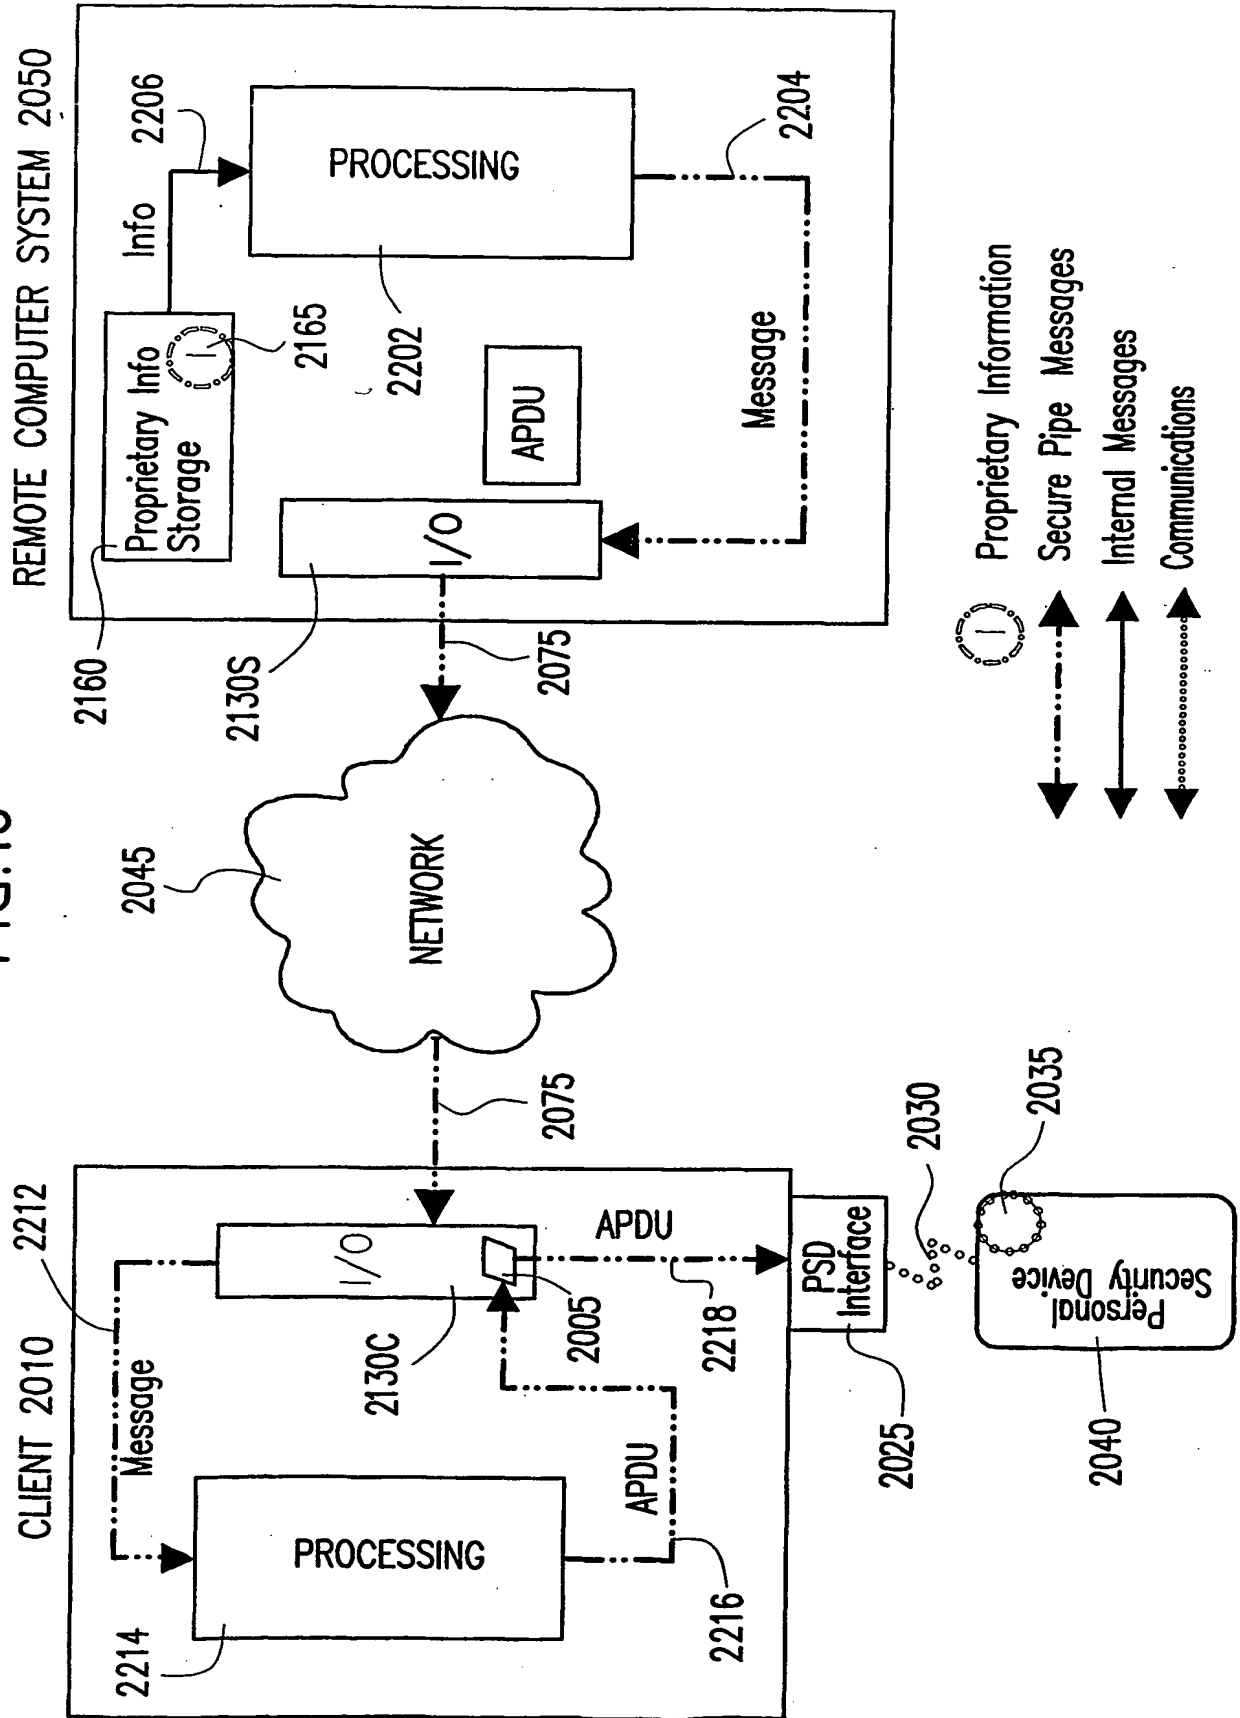 CLIENT 2010
REMOTE COMPUTER SYSTEM 2050
2214
2212
Message
PROCESSING
I/O
2130C
2005
APDU
2216
APDU
2218
2075
2045
NETWORK
2075
2160
2130S
Proprietary Info
Storage
2165
Info
2206
I/O
APDU
2202
PROCESSING
Message
2204
PSD
Interface
2025
2030
2035
2040
Personal
Security Device
I
Proprietary Information
Secure Pipe Messages
Internal Messages
Communications